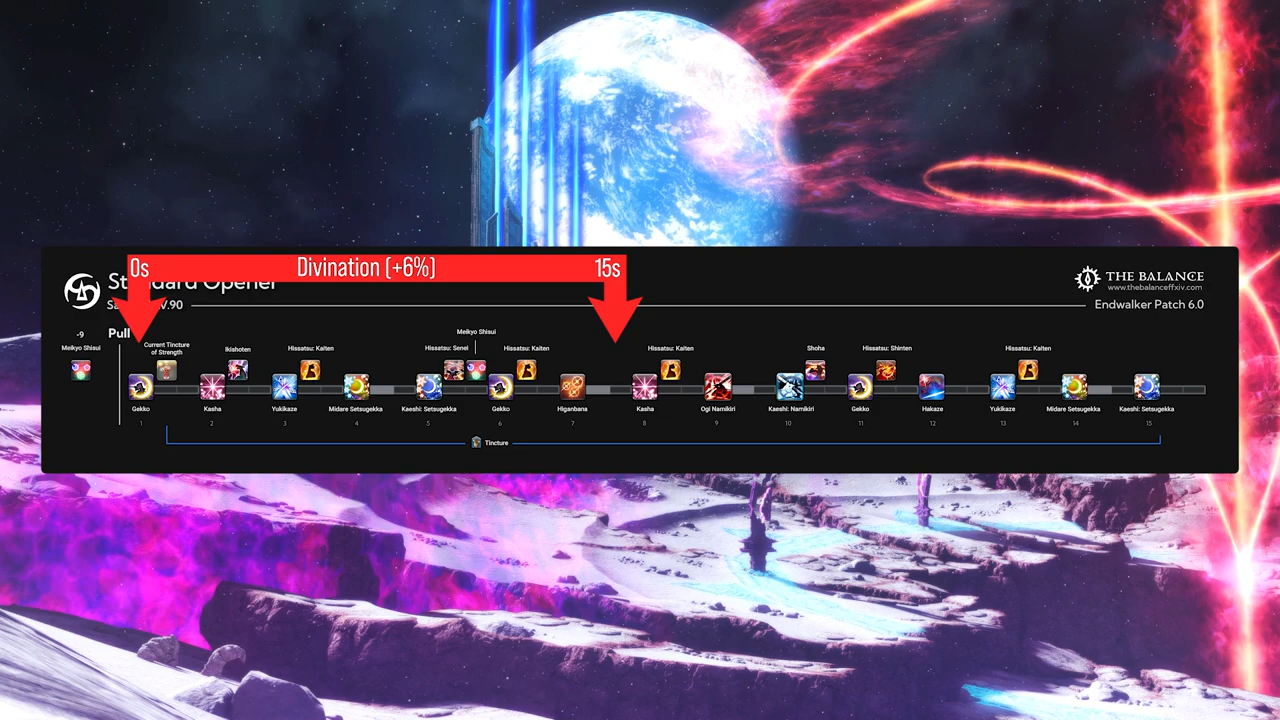 0s
Divination (+6%)
15s
Standard Opener
THE BALANCE
www.thebalanceffxiv.com
Endwalker Patch 6.0
.90
-9
Pull
Meikyo Shisui
Current Tincture
of Strength
Ikishoten
Hissatsu: Kaiten
Hissatsu: Senei
Meikyo Shisui
Hissatsu: Kaiten
Hissatsu: Kaiten
Shoha
Hissatsu: Shinten
Hissatsu: Kaiten
Gekko
Kasha
Yukikaze
Midare Setsugekka
Kaeshi: Setsugekka
Gekko
Higanbana
Kasha
Ogi Namikiri
Kaeshi: Namikiri
Gekko
Hakaze
Yukikaze
Midare Setsugekka
Kaeshi: Setsugekka
1 2 3 4 5 6 7 8 9 10 11 12 13 14 15
Tincture